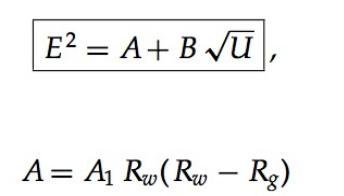 E² = A + B √U ,
A = A₁ R_w(R_w − R_g)